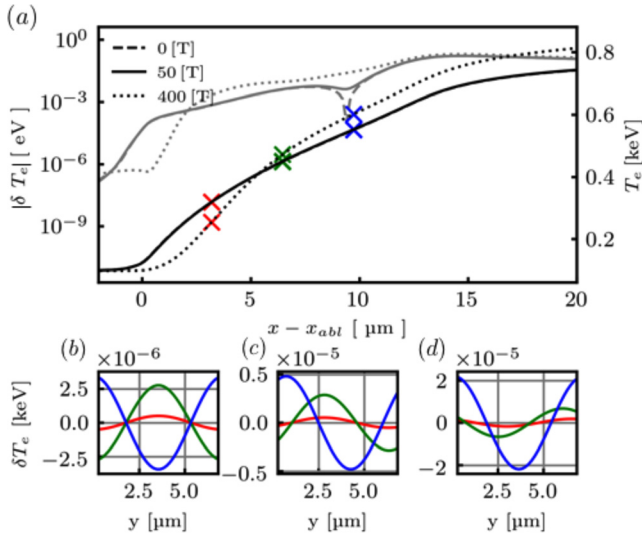 (a)
10^0
10^{-3}
10^{-6}
10^{-9}
|δ T_e| [ eV ]
0 [T]
50 [T]
400 [T]
0.8
0.6
0.4
0.2
T_e [keV]
0 5 10 15 20
x − x_{abl} [ µm ]
(b) (c) (d)
×10^{-6} ×10^{-5} ×10^{-5}
δT_e [keV]
2.5
0.0
−2.5
0.5
0.0
−0.5
2
0
−2
2.5 5.0 2.5 5.0 2.5 5.0
y [µm] y [µm] y [µm]